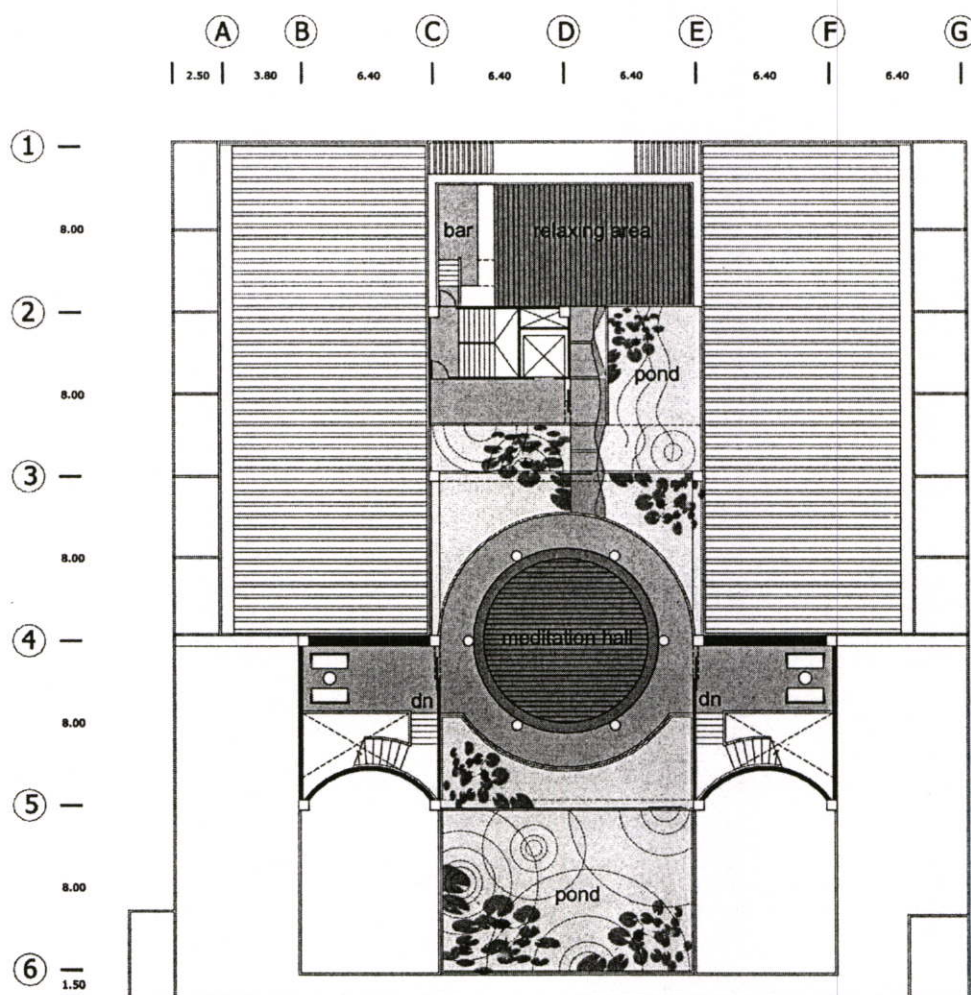 A B C D E F G
2.50 3.80 6.40 6.40 6.40 6.40 6.40
1
8.00
bar relaxing area
2
pond
8.00
3
8.00
4
meditation hall
dn dn
8.00
5
8.00
pond
6
1.50